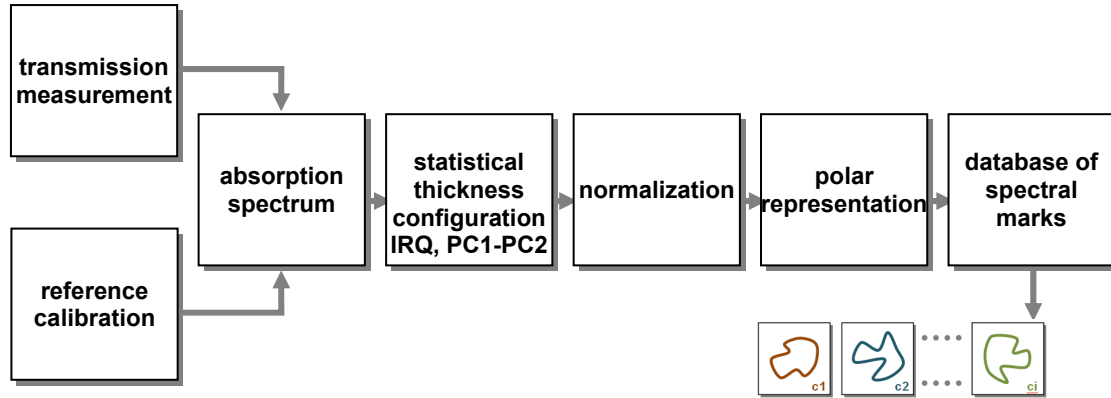 transmission
measurement
reference
calibration
absorption
spectrum
statistical
thickness
configuration
IRQ, PC1-PC2
normalization
polar
representation
database of
spectral
marks
c1
c2
ci